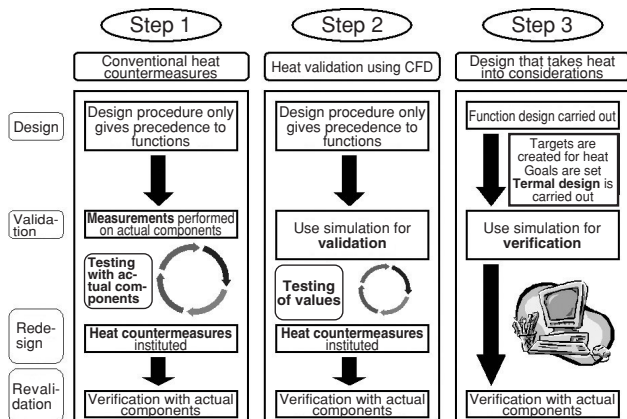 Step 1
Step 2
Step 3
Conventional heat
countermeasures
Heat validation using CFD
Design that takes heat
into considerations
Design
Design procedure only
gives precedence to
functions
Design procedure only
gives precedence to
functions
Function design carried out
Targets are
created for heat
Goals are set
Termal design is
carried out
Valida-
tion
Measurements performed
on actual components
Use simulation for
validation
Use simulation for
verification
Testing
with ac-
tual com-
ponents
Testing
of values
Rede-
sign
Heat countermeasures
instituted
Heat countermeasures
instituted
Revali-
dation
Verification with actual
components
Verification with actual
components
Verification with actual
components